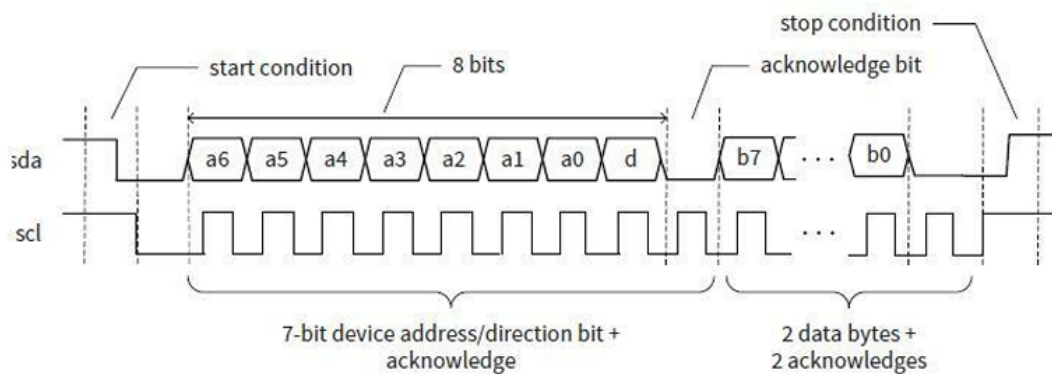 stop condition
start condition
8 bits
acknowledge bit
sda
a6 a5 a4 a3 a2 a1 a0 d b7 ... b0
scl
...
7-bit device address/direction bit +
acknowledge
2 data bytes +
2 acknowledges